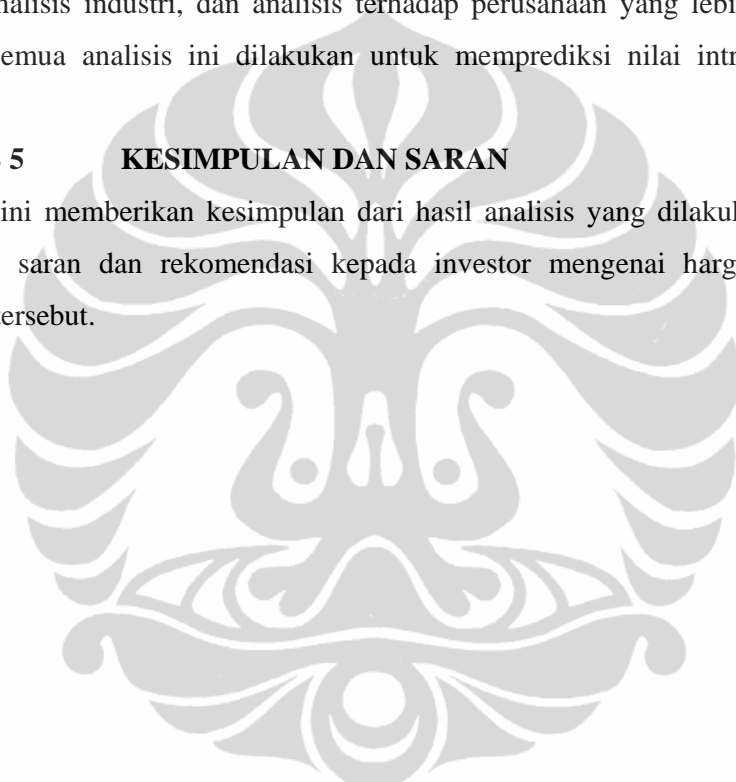 nalisis industri, dan analisis terhadap perusahaan yang lebi
emua analisis ini dilakukan untuk memprediksi nilai intr
5 KESIMPULAN DAN SARAN
ini memberikan kesimpulan dari hasil analisis yang dilakuk
saran dan rekomendasi kepada investor mengenai harg
tersebut.